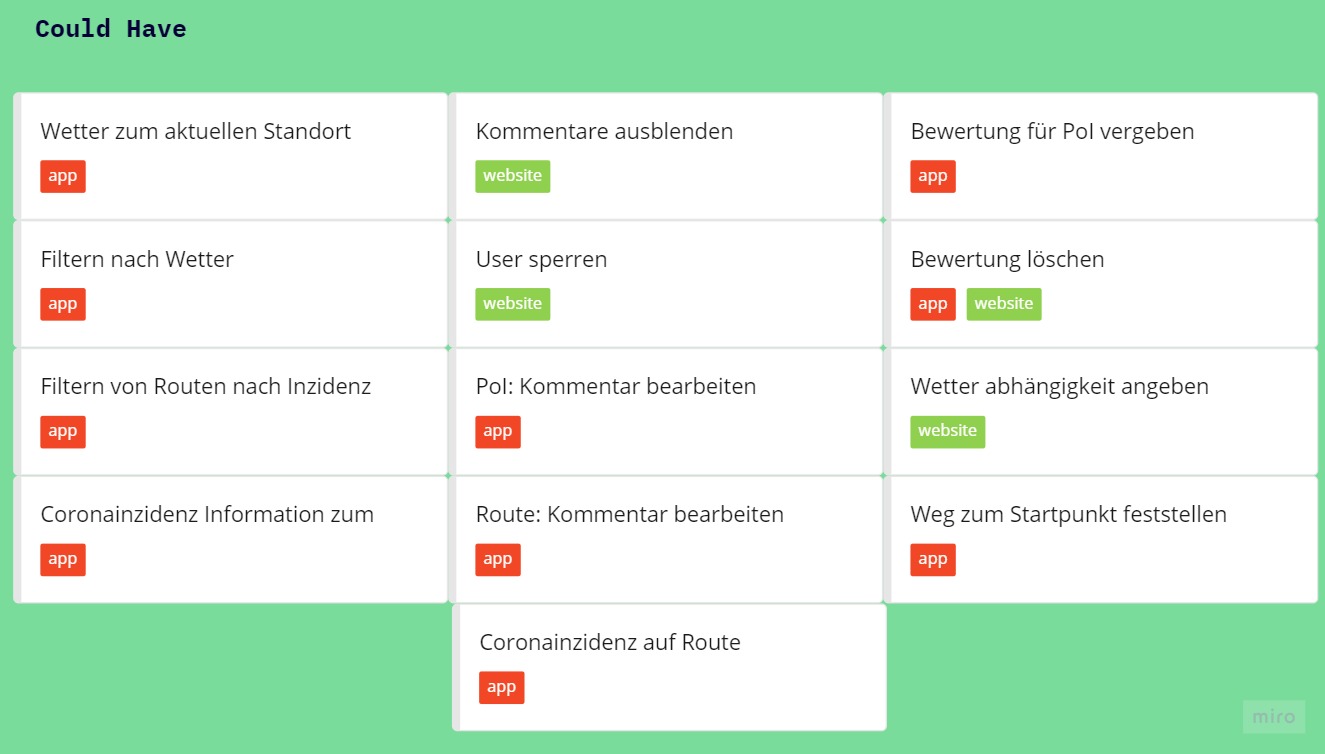 Could Have
Wetter zum aktuellen Standort
app
Kommentare ausblenden
website
Bewertung für PoI vergeben
app
Filtern nach Wetter
app
User sperren
website
Bewertung löschen
app website
Filtern von Routen nach Inzidenz
app
PoI: Kommentar bearbeiten
app
Wetter abhängigkeit angeben
website
Coronainzidenz Information zum
app
Route: Kommentar bearbeiten
app
Weg zum Startpunkt feststellen
app
Coronainzidenz auf Route
app
miro